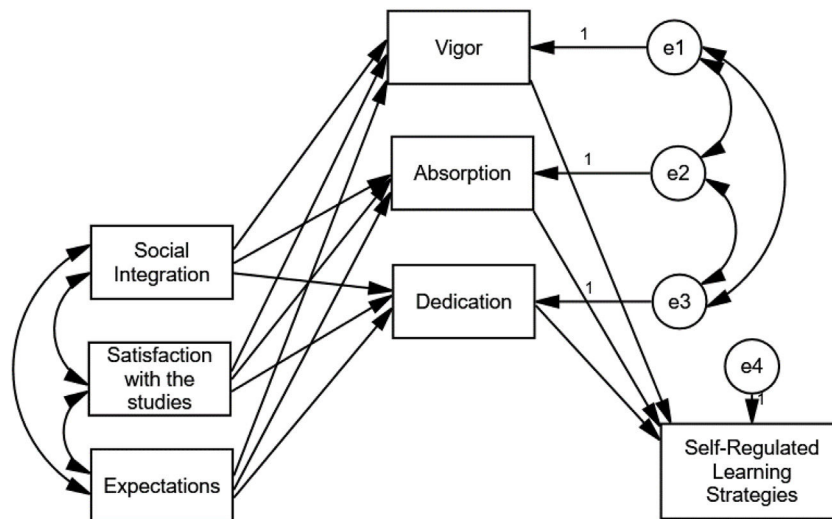 Vigor
1
e1
Absorption
1
e2
Social
Integration
Dedication
1
e3
Satisfaction
with the
studies
e4
1
Expectations
Self-Regulated
Learning
Strategies